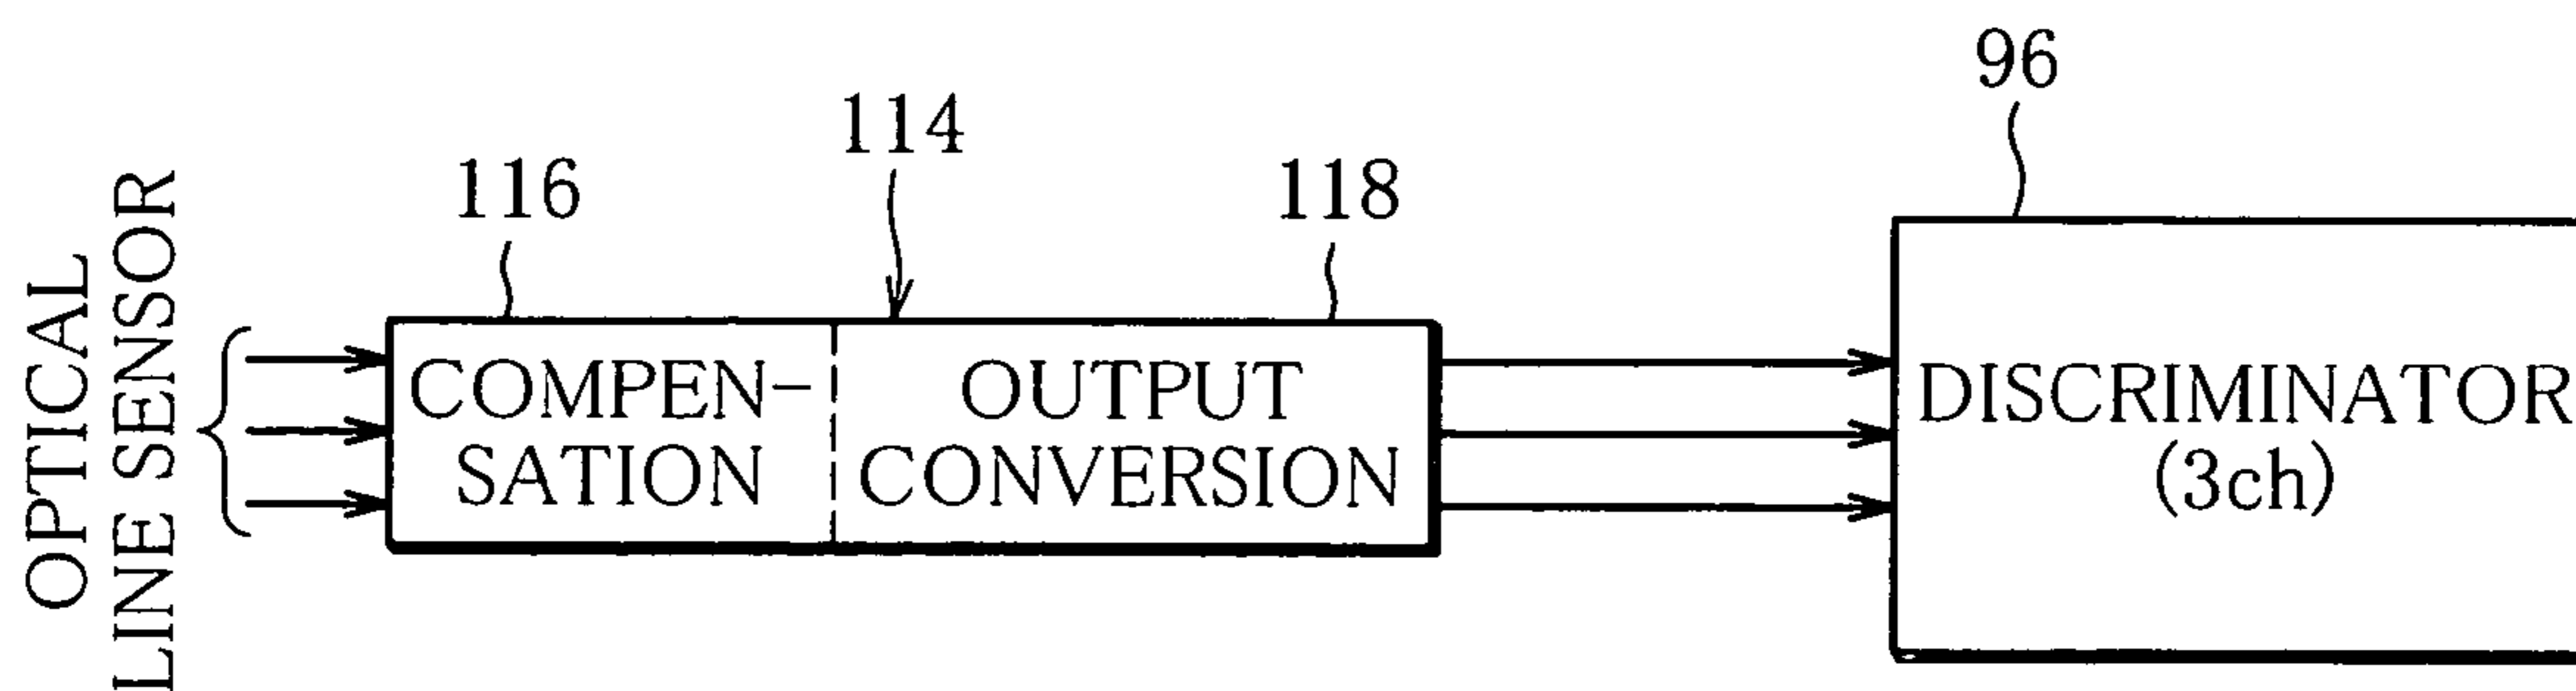 OPTICAL
LINE SENSOR
116
114
118
96
COMPEN-
SATION
OUTPUT
CONVERSION
DISCRIMINATOR
(3ch)